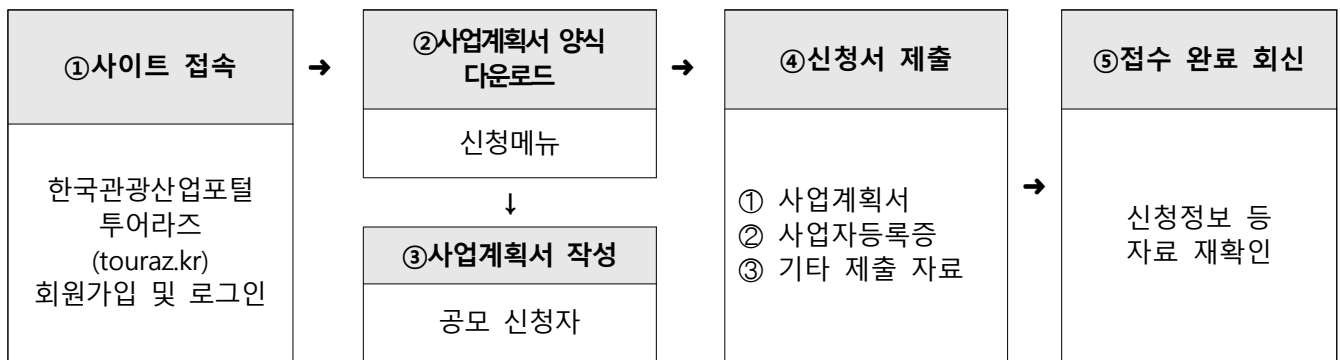 ①사이트 접속
한국관광산업포털
투어라즈
(touraz.kr)
회원가입 및 로그인
➜
②사업계획서 양식
다운로드
신청메뉴
↓
③사업계획서 작성
공모 신청자
➜
④신청서 제출
① 사업계획서
② 사업자등록증
③ 기타 제출 자료
➜
⑤접수 완료 회신
신청정보 등
자료 재확인